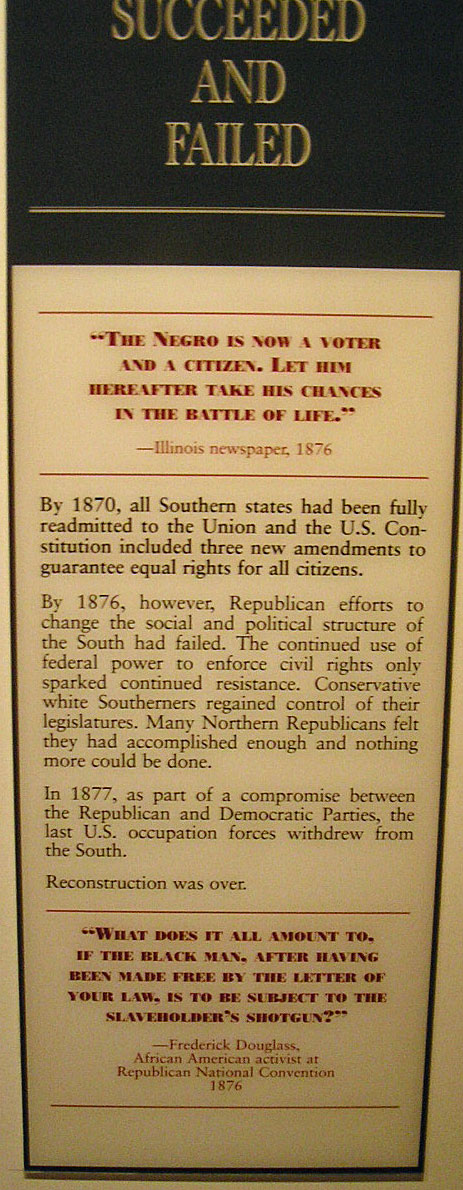 SUCCEEDED
AND
FAILED
“THE NEGRO IS NOW A VOTER
AND A CITIZEN. LET HIM
HEREAFTER TAKE HIS CHANCES
IN THE BATTLE OF LIFE.”
—Illinois newspaper, 1876
By 1870, all Southern states had been fully
readmitted to the Union and the U.S. Con-
stitution included three new amendments to
guarantee equal rights for all citizens.
By 1876, however, Republican efforts to
change the social and political structure of
the South had failed. The continued use of
federal power to enforce civil rights only
sparked continued resistance. Conservative
white Southerners regained control of their
legislatures. Many Northern Republicans felt
they had accomplished enough and nothing
more could be done.
In 1877, as part of a compromise between
the Republican and Democratic Parties, the
last U.S. occupation forces withdrew from
the South.
Reconstruction was over.
“WHAT DOES IT ALL AMOUNT TO,
IF THE BLACK MAN, AFTER HAVING
BEEN MADE FREE BY THE LETTER OF
YOUR LAW, IS TO BE SUBJECT TO THE
SLAVEHOLDER’S SHOTGUN?”
—Frederick Douglass,
African American activist at
Republican National Convention
1876